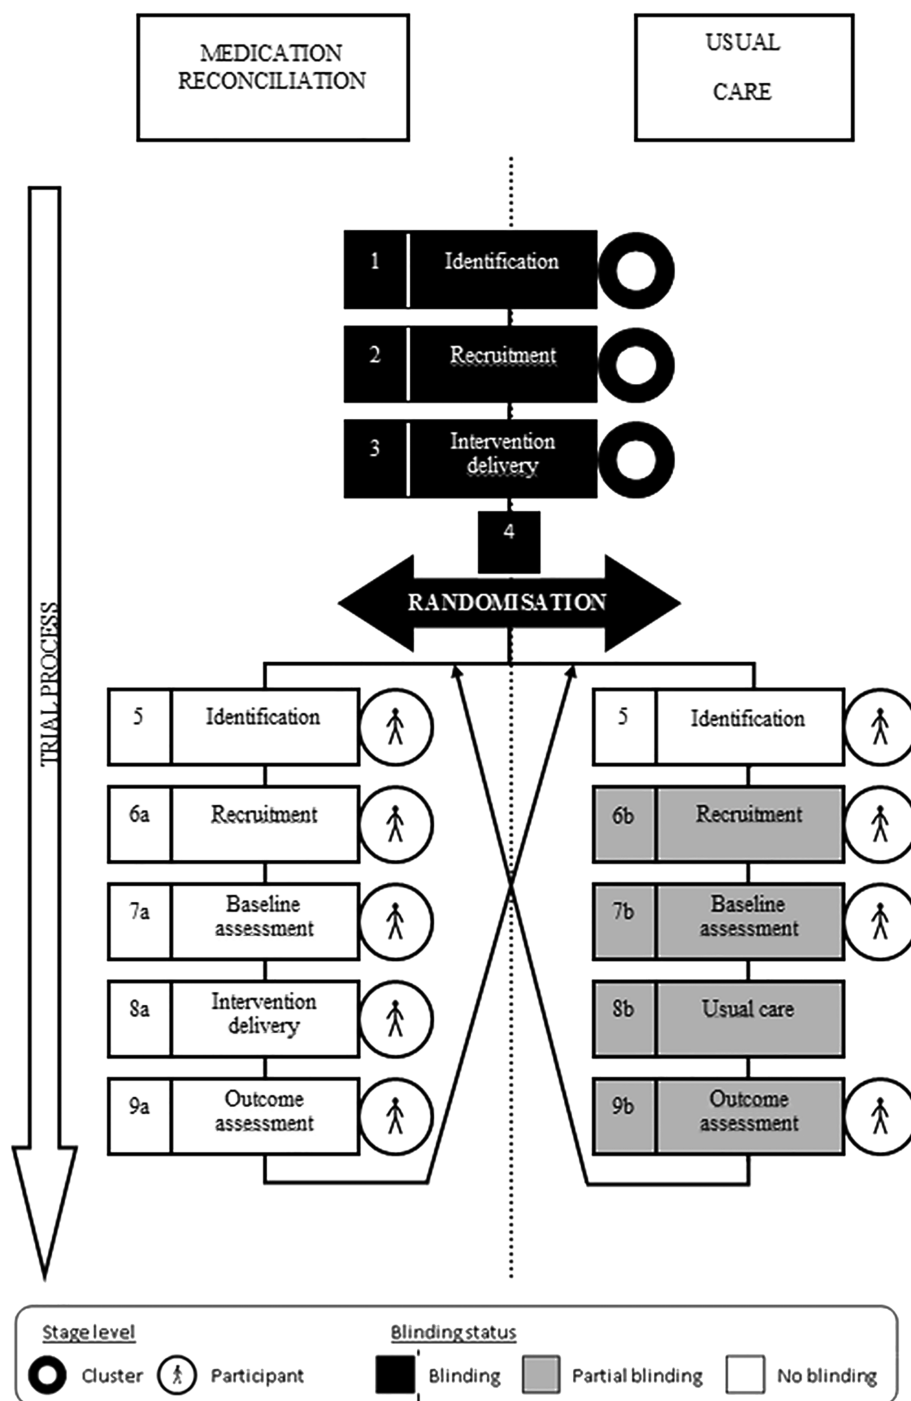 MEDICATION
RECONCILIATION
USUAL
CARE
1 Identification
2 Recruitment
3 Intervention
delivery
4
RANDOMISATION
TRIAL PROCESS
5 Identification
6a Recruitment
7a Baseline
assessment
8a Intervention
delivery
9a Outcome
assessment
5 Identification
6b Recruitment
7b Baseline
assessment
8b Usual care
9b Outcome
assessment
Stage level
Cluster
Participant
Blinding status
Blinding
Partial blinding
No blinding